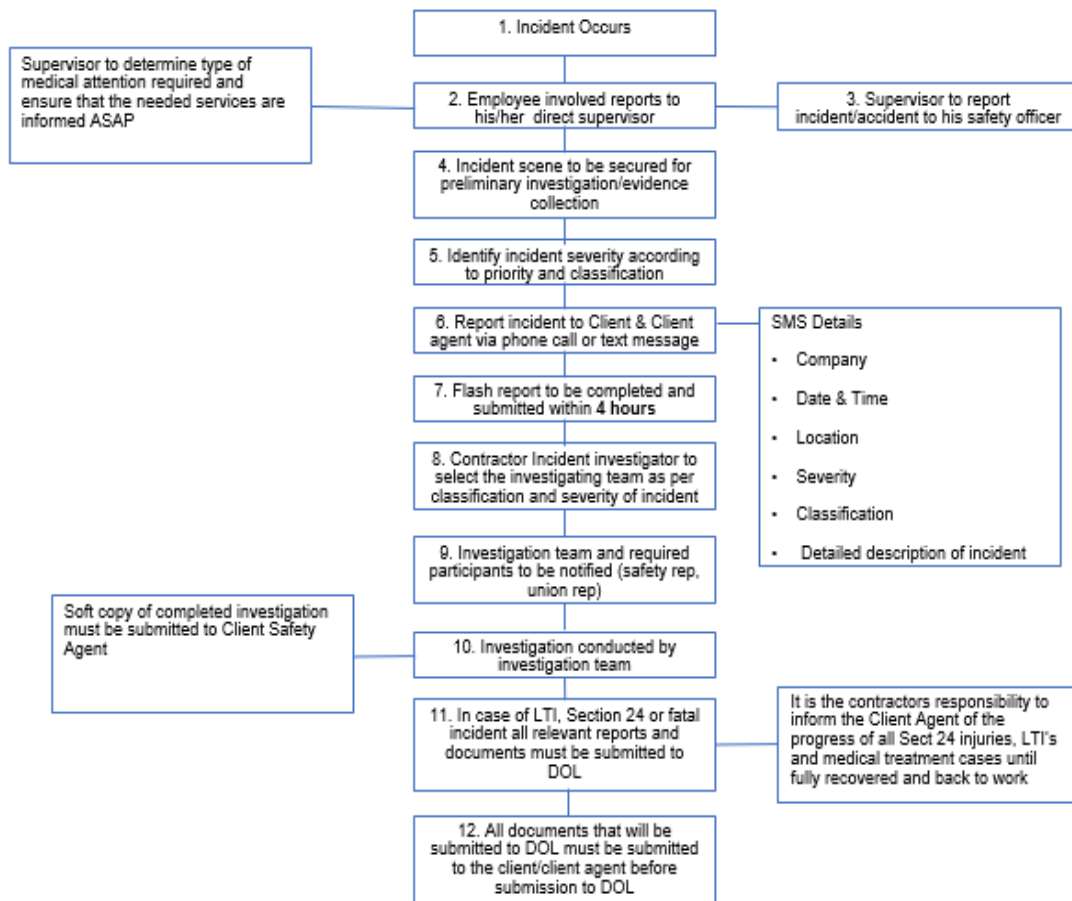 1. Incident Occurs
Supervisor to determine type of
medical attention required and
ensure that the needed services are
informed ASAP
2. Employee involved reports to
his/her direct supervisor
3. Supervisor to report
incident/accident to his safety officer
4. Incident scene to be secured for
preliminary investigation/evidence
collection
5. Identify incident severity according
to priority and classification
6. Report incident to Client & Client
agent via phone call or text message
SMS Details
▪ Company
▪ Date & Time
▪ Location
▪ Severity
▪ Classification
▪ Detailed description of incident
7. Flash report to be completed and
submitted within 4 hours
8. Contractor Incident investigator to
select the investigating team as per
classification and severity of incident
9. Investigation team and required
participants to be notified (safety rep,
union rep)
Soft copy of completed investigation
must be submitted to Client Safety
Agent
10. Investigation conducted by
investigation team
11. In case of LTI, Section 24 or fatal
incident all relevant reports and
documents must be submitted to
DOL
It is the contractors responsibility to
inform the Client Agent of the
progress of all Sect 24 injuries, LTI's
and medical treatment cases until
fully recovered and back to work
12. All documents that will be
submitted to DOL must be submitted
to the client/client agent before
submission to DOL